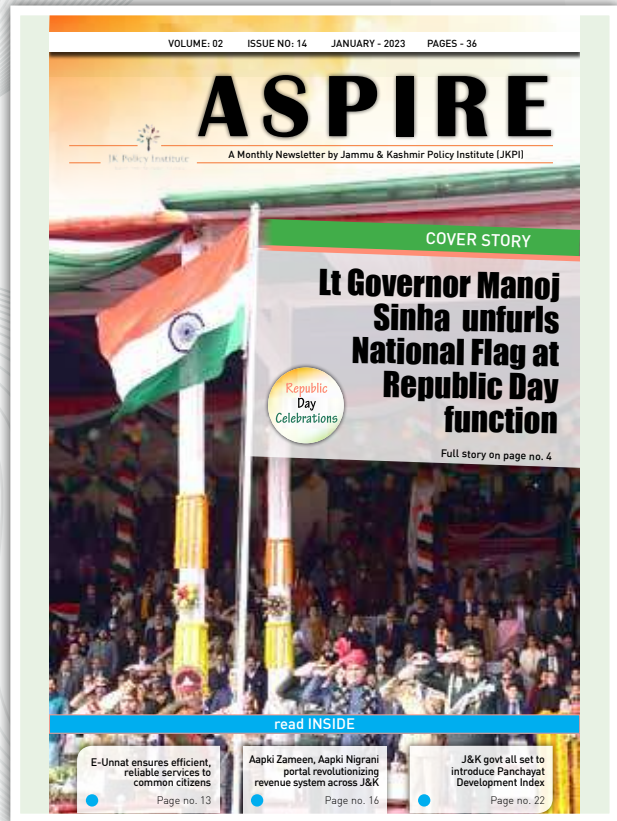 VOLUME: 02 ISSUE NO: 14 JANUARY - 2023 PAGES - 36
ASPIRE
JK Policy Institute
A Monthly Newsletter by Jammu & Kashmir Policy Institute (JKPI)
COVER STORY
Lt Governor Manoj
Sinha unfurls
National Flag at
Republic Day
function
Republic
Day
Celebrations
Full story on page no. 4
read INSIDE
E-Unnat ensures efficient,
reliable services to
common citizens
Page no. 13
Aapki Zameen, Aapki Nigrani
portal revolutionizing
revenue system across J&K
Page no. 16
J&K govt all set to
introduce Panchayat
Development Index
Page no. 22